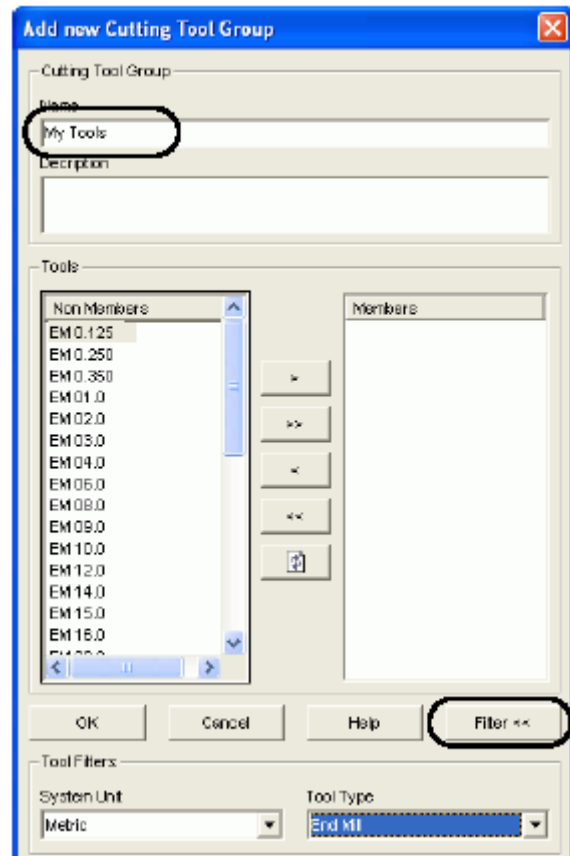 Add new Cutting Tool Group
Cutting Tool Group
Name
My Tools
Decription
Tools
Non Members
Members
EM 0.125
EM 0.250
EM 0.350
EM 01.0
EM 02.0
EM 03.0
EM 04.0
EM 06.0
EM 08.0
EM 09.0
EM 10.0
EM 12.0
EM 14.0
EM 15.0
EM 16.0
>
>>
<
<<
OK
Cancel
Help
Filter <<
Tool Filters
System Unit
Tool Type
Metric
End Mill